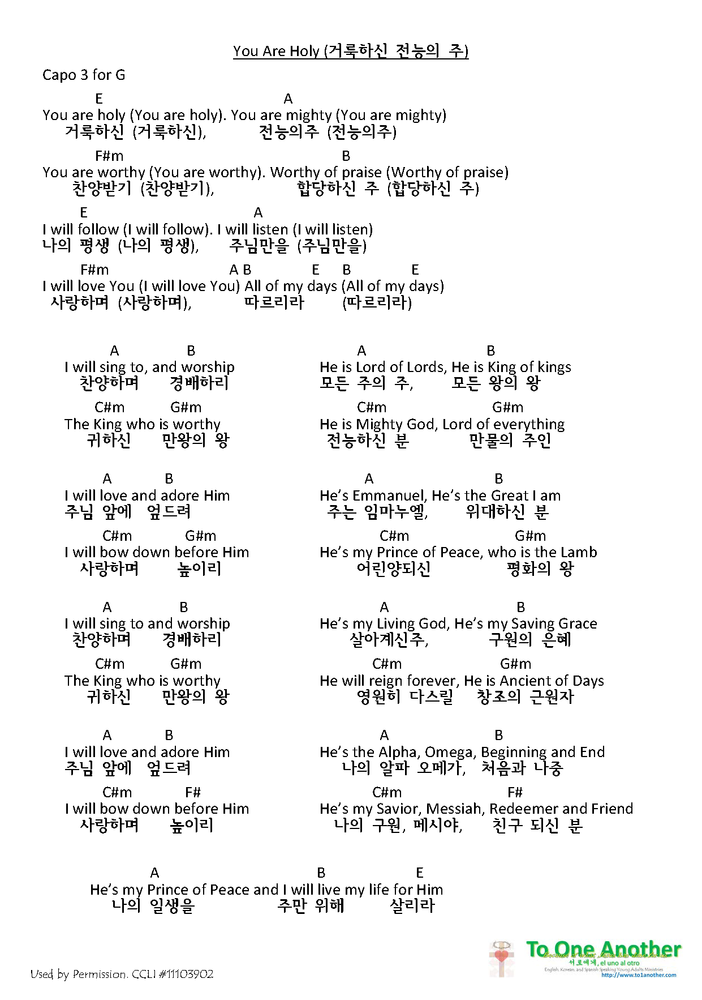 You Are Holy (거룩하신 전능의 주)
Capo 3 for G
E A
You are holy (You are holy). You are mighty (You are mighty)
거룩하신 (거룩하신), 전능의주 (전능의주)
F#m B
You are worthy (You are worthy). Worthy of praise (Worthy of praise)
찬양받기 (찬양받기), 합당하신 주 (합당하신 주)
E A
I will follow (I will follow). I will listen (I will listen)
나의 평생 (나의 평생), 주님만을 (주님만을)
F#m A B E B E
I will love You (I will love You) All of my days (All of my days)
사랑하며 (사랑하며), 따르리라 (따르리라)
A B
I will sing to, and worship
찬양하며 경배하리
C#m G#m
The King who is worthy
귀하신 만왕의 왕
A B
I will love and adore Him
주님 앞에 엎드려
C#m G#m
I will bow down before Him
사랑하며 높이리
A B
I will sing to and worship
찬양하며 경배하리
C#m G#m
The King who is worthy
귀하신 만왕의 왕
A B
I will love and adore Him
주님 앞에 엎드려
C#m F#
I will bow down before Him
사랑하며 높이리
A B
He is Lord of Lords, He is King of kings
모든 주의 주, 모든 왕의 왕
C#m G#m
He is Mighty God, Lord of everything
전능하신 분 만물의 주인
A B
He's Emmanuel, He's the Great I am
주는 임마누엘, 위대하신 분
C#m G#m
He's my Prince of Peace, who is the Lamb
어린양되신 평화의 왕
A B
He's my Living God, He's my Saving Grace
살아계신주, 구원의 은혜
C#m G#m
He will reign forever, He is Ancient of Days
영원히 다스릴 창조의 근원자
A B
He's the Alpha, Omega, Beginning and End
나의 알파 오메가, 처음과 나중
C#m F#
He's my Savior, Messiah, Redeemer and Friend
나의 구원, 메시야, 친구 되신 분
A B E
He's my Prince of Peace and I will live my life for Him
나의 일생을 주만 위해 살리라
To One Another
Because of what Jesus has done for us
서로에게, el uno al otro
English, Korean, and Spanish Speaking Young Adults Ministries
http://www.to1another.com
Used by Permission. CCLI #11103902